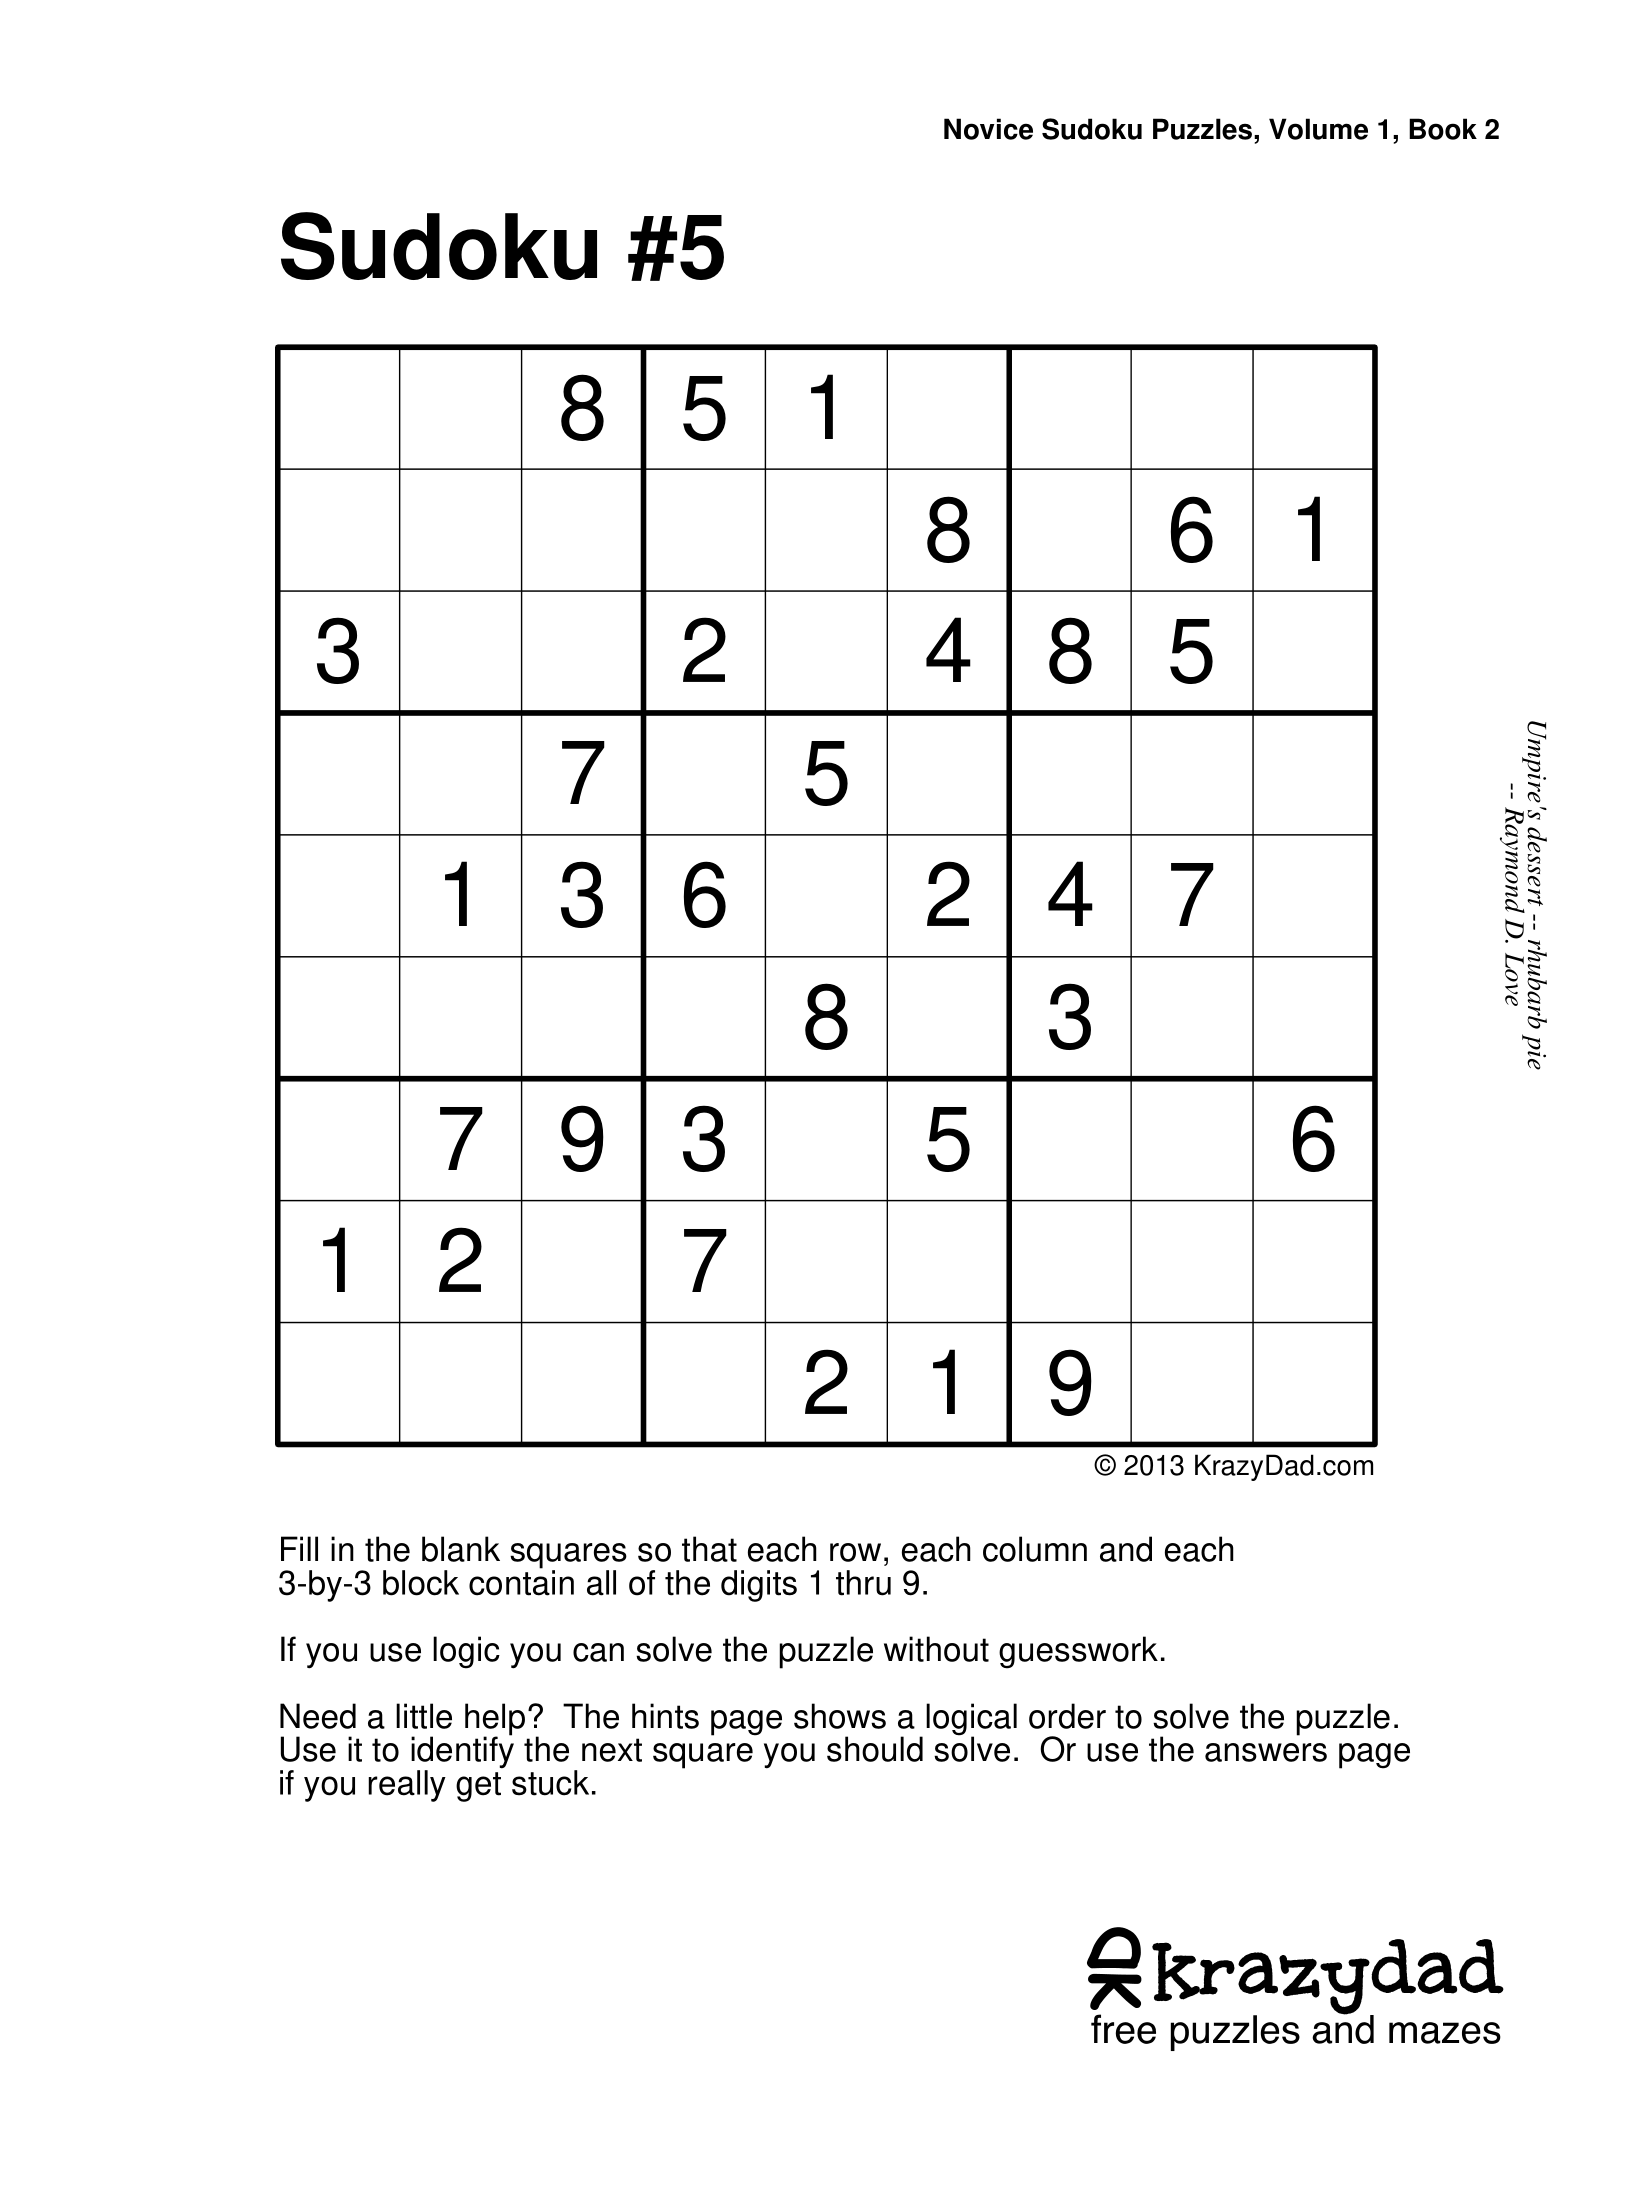 Novice Sudoku Puzzles, Volume 1, Book 2
Sudoku #5
8 5 1
8 6 1
3 2 4 8 5
7 5
1 3 6 2 4 7
8 3
7 9 3 5 6
1 2 7
2 1 9
Umpire's dessert -- rhubarb pie
-- Raymond D. Love
© 2013 KrazyDad.com
Fill in the blank squares so that each row, each column and each
3-by-3 block contain all of the digits 1 thru 9.
If you use logic you can solve the puzzle without guesswork.
Need a little help?  The hints page shows a logical order to solve the puzzle.
Use it to identify the next square you should solve.  Or use the answers page
if you really get stuck.
KD krazydad
free puzzles and mazes